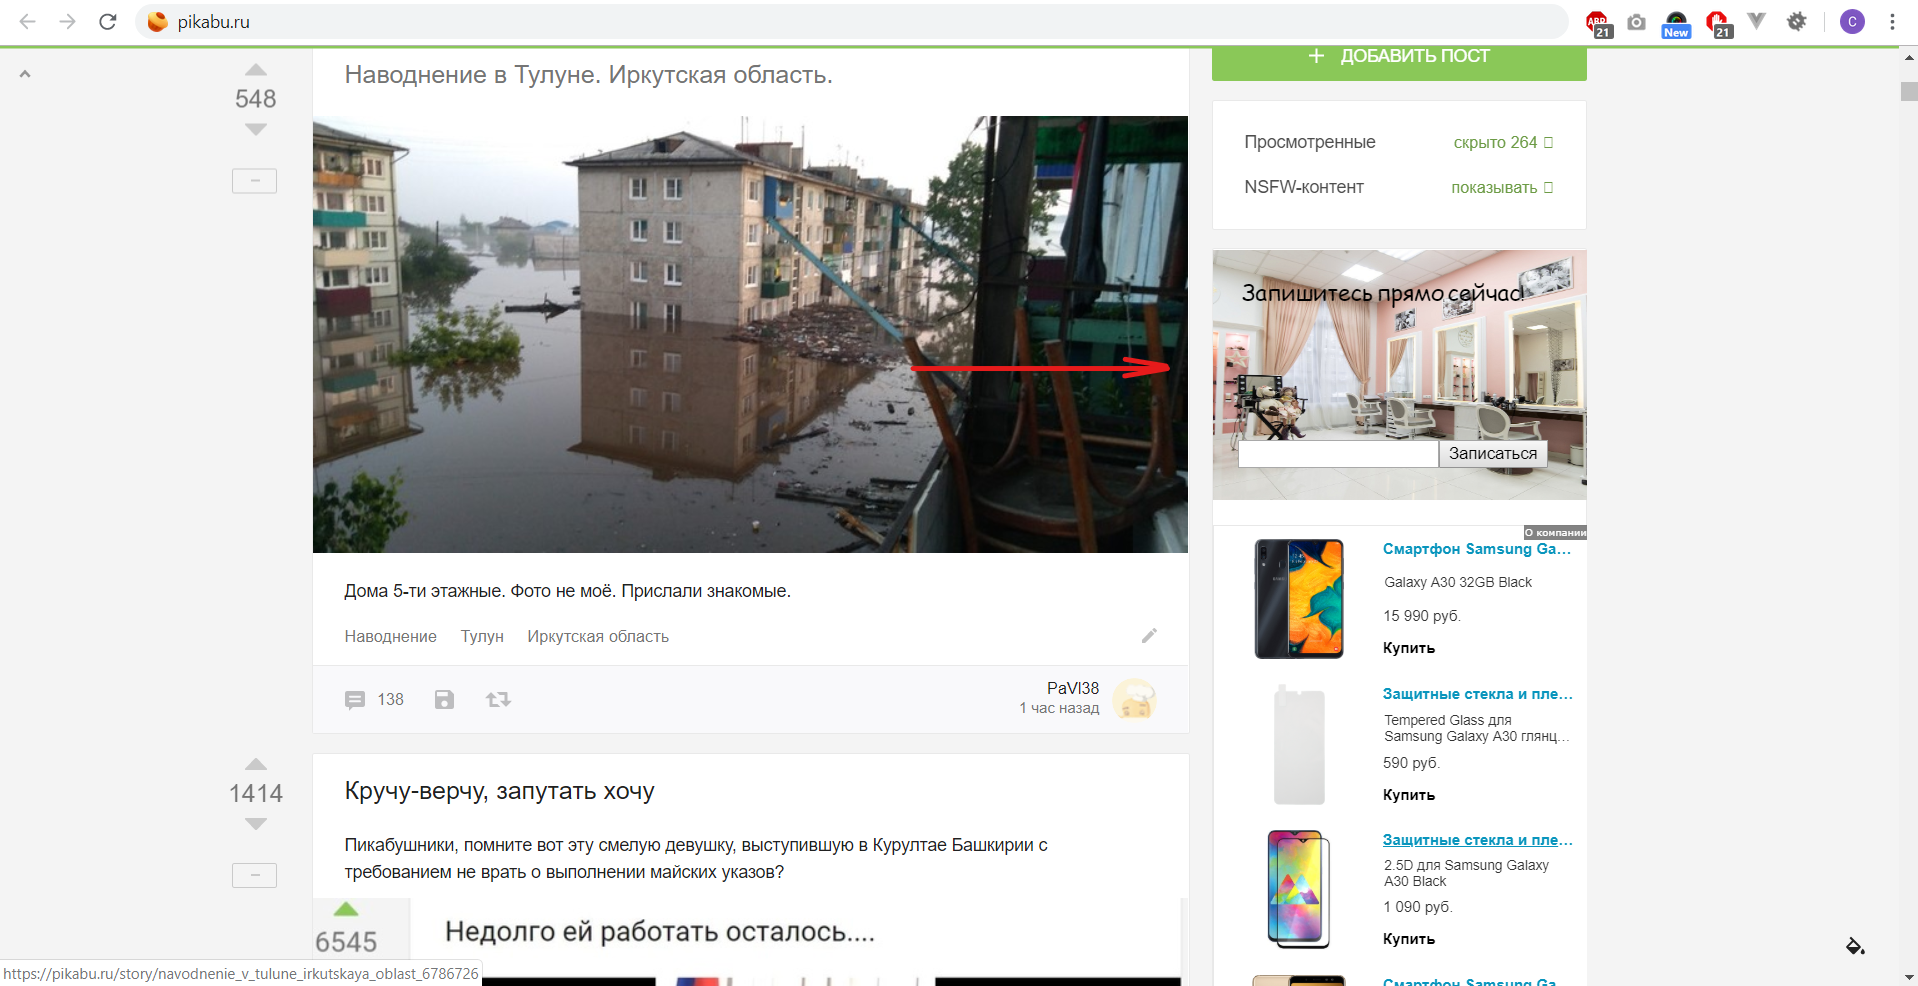 pikabu.ru
ABP
21
New
21
C
548
Наводнение в Тулуне. Иркутская область.
Дома 5-ти этажные. Фото не моё. Прислали знакомые.
Наводнение Тулун Иркутская область
138
PaVl38
1 час назад
1414
Кручу-верчу, запутать хочу
Пикабушники, помните вот эту смелую девушку, выступившую в Курултае Башкирии с
требованием не врать о выполнении майских указов?
6545
Недолго ей работать осталось....
+ ДОБАВИТЬ ПОСТ
Просмотренные скрыто 264
NSFW-контент показывать
Запишитесь прямо сейчас!
Записаться
О компании
Смартфон Samsung Ga...
Galaxy A30 32GB Black
15 990 руб.
Купить
Защитные стекла и пле...
Tempered Glass для
Samsung Galaxy A30 глянц...
590 руб.
Купить
Защитные стекла и пле...
2.5D для Samsung Galaxy
A30 Black
1 090 руб.
Купить
Смартфон Samsung Ga...
https://pikabu.ru/story/navodnenie_v_tulune_irkutskaya_oblast_6786726